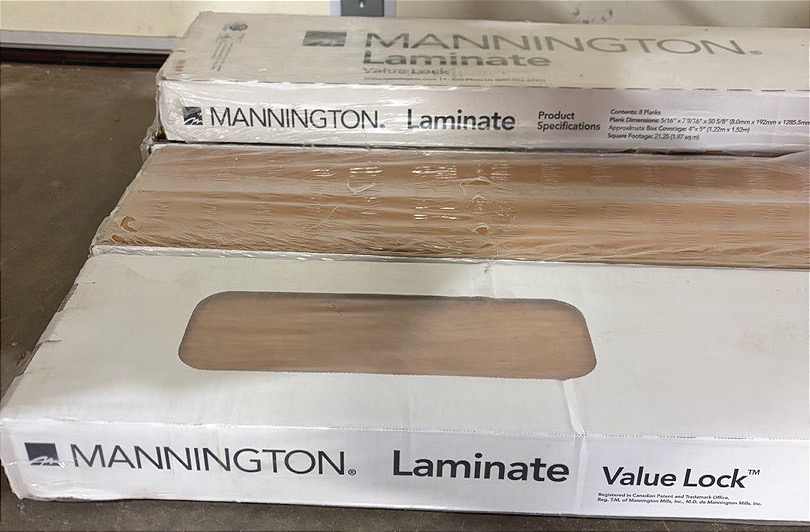 MANNINGTON.
Laminate
Value Lock
MANNINGTON. Laminate Product Specifications
Contents: 8 Planks
Plank Dimensions: 5/16" x 7 9/16" x 50 5/8" (8.0mm x 192mm x 1285.5mm
Approximate Box Coverage: 4' x 5' (1.22m x 1.52m)
Square Footage: 21.25 (1.97 sq m)
MANNINGTON® Laminate Value Lock™
Registered in Canadian Patent and Trademark Office.
Reg. T.M. of Mannington Mills, Inc., M.D. de Mannington Mills, Inc.